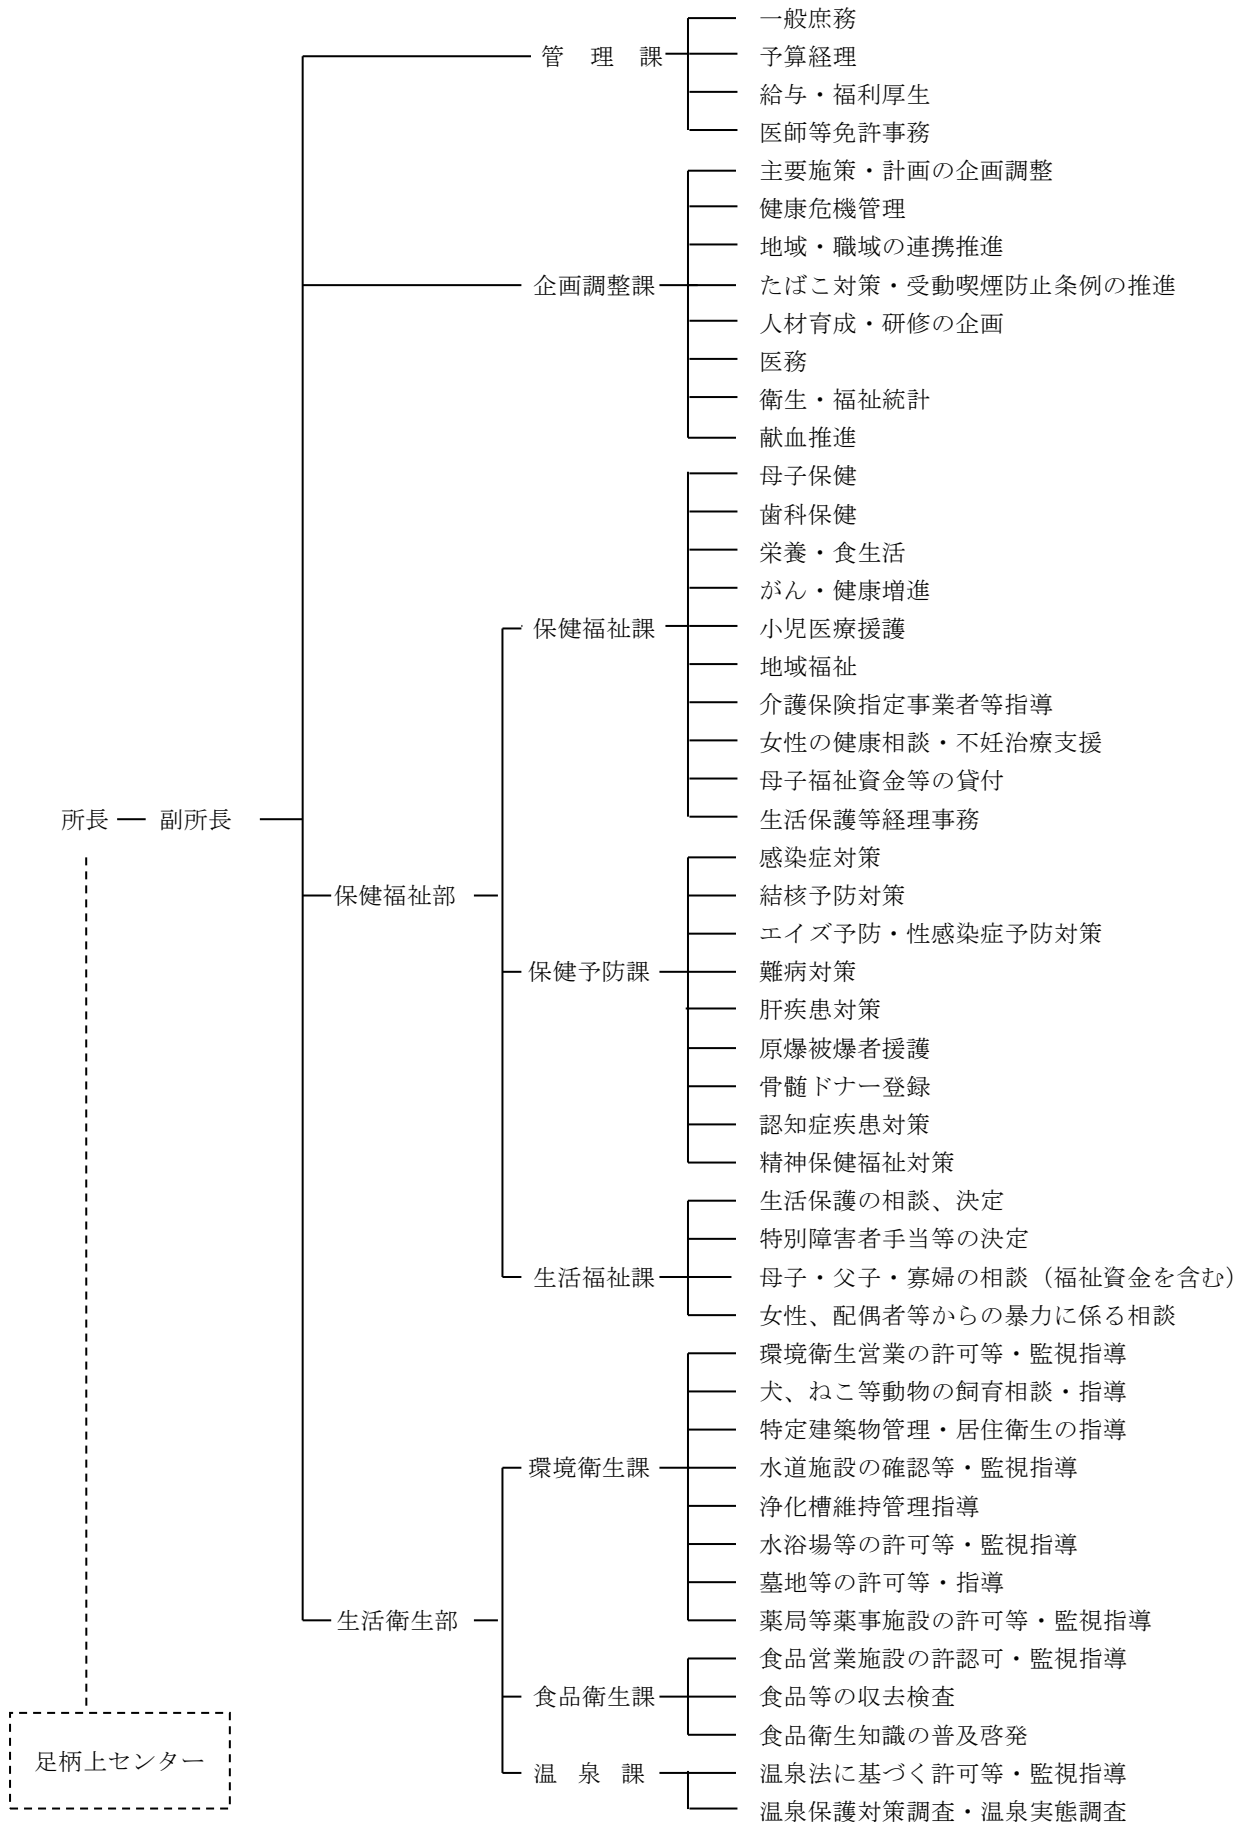 一般庶務
管　理　課
予算経理
給与・福利厚生
医師等免許事務
主要施策・計画の企画調整
健康危機管理
地域・職域の連携推進
企画調整課
たばこ対策・受動喫煙防止条例の推進
人材育成・研修の企画
医務
衛生・福祉統計
献血推進
母子保健
歯科保健
栄養・食生活
がん・健康増進
保健福祉課
小児医療援護
地域福祉
介護保険指定事業者等指導
女性の健康相談・不妊治療支援
母子福祉資金等の貸付
所長
副所長
生活保護等経理事務
感染症対策
保健福祉部
結核予防対策
エイズ予防・性感染症予防対策
保健予防課
難病対策
肝疾患対策
原爆被爆者援護
骨髄ドナー登録
認知症疾患対策
精神保健福祉対策
生活保護の相談、決定
特別障害者手当等の決定
生活福祉課
母子・父子・寡婦の相談（福祉資金を含む）
女性、配偶者等からの暴力に係る相談
環境衛生営業の許可等・監視指導
犬、ねこ等動物の飼育相談・指導
特定建築物管理・居住衛生の指導
環境衛生課
水道施設の確認等・監視指導
浄化槽維持管理指導
水浴場等の許可等・監視指導
墓地等の許可等・指導
生活衛生部
薬局等薬事施設の許可等・監視指導
食品営業施設の許認可・監視指導
食品衛生課
食品等の収去検査
食品衛生知識の普及啓発
足柄上センター
温　泉　課
温泉法に基づく許可等・監視指導
温泉保護対策調査・温泉実態調査